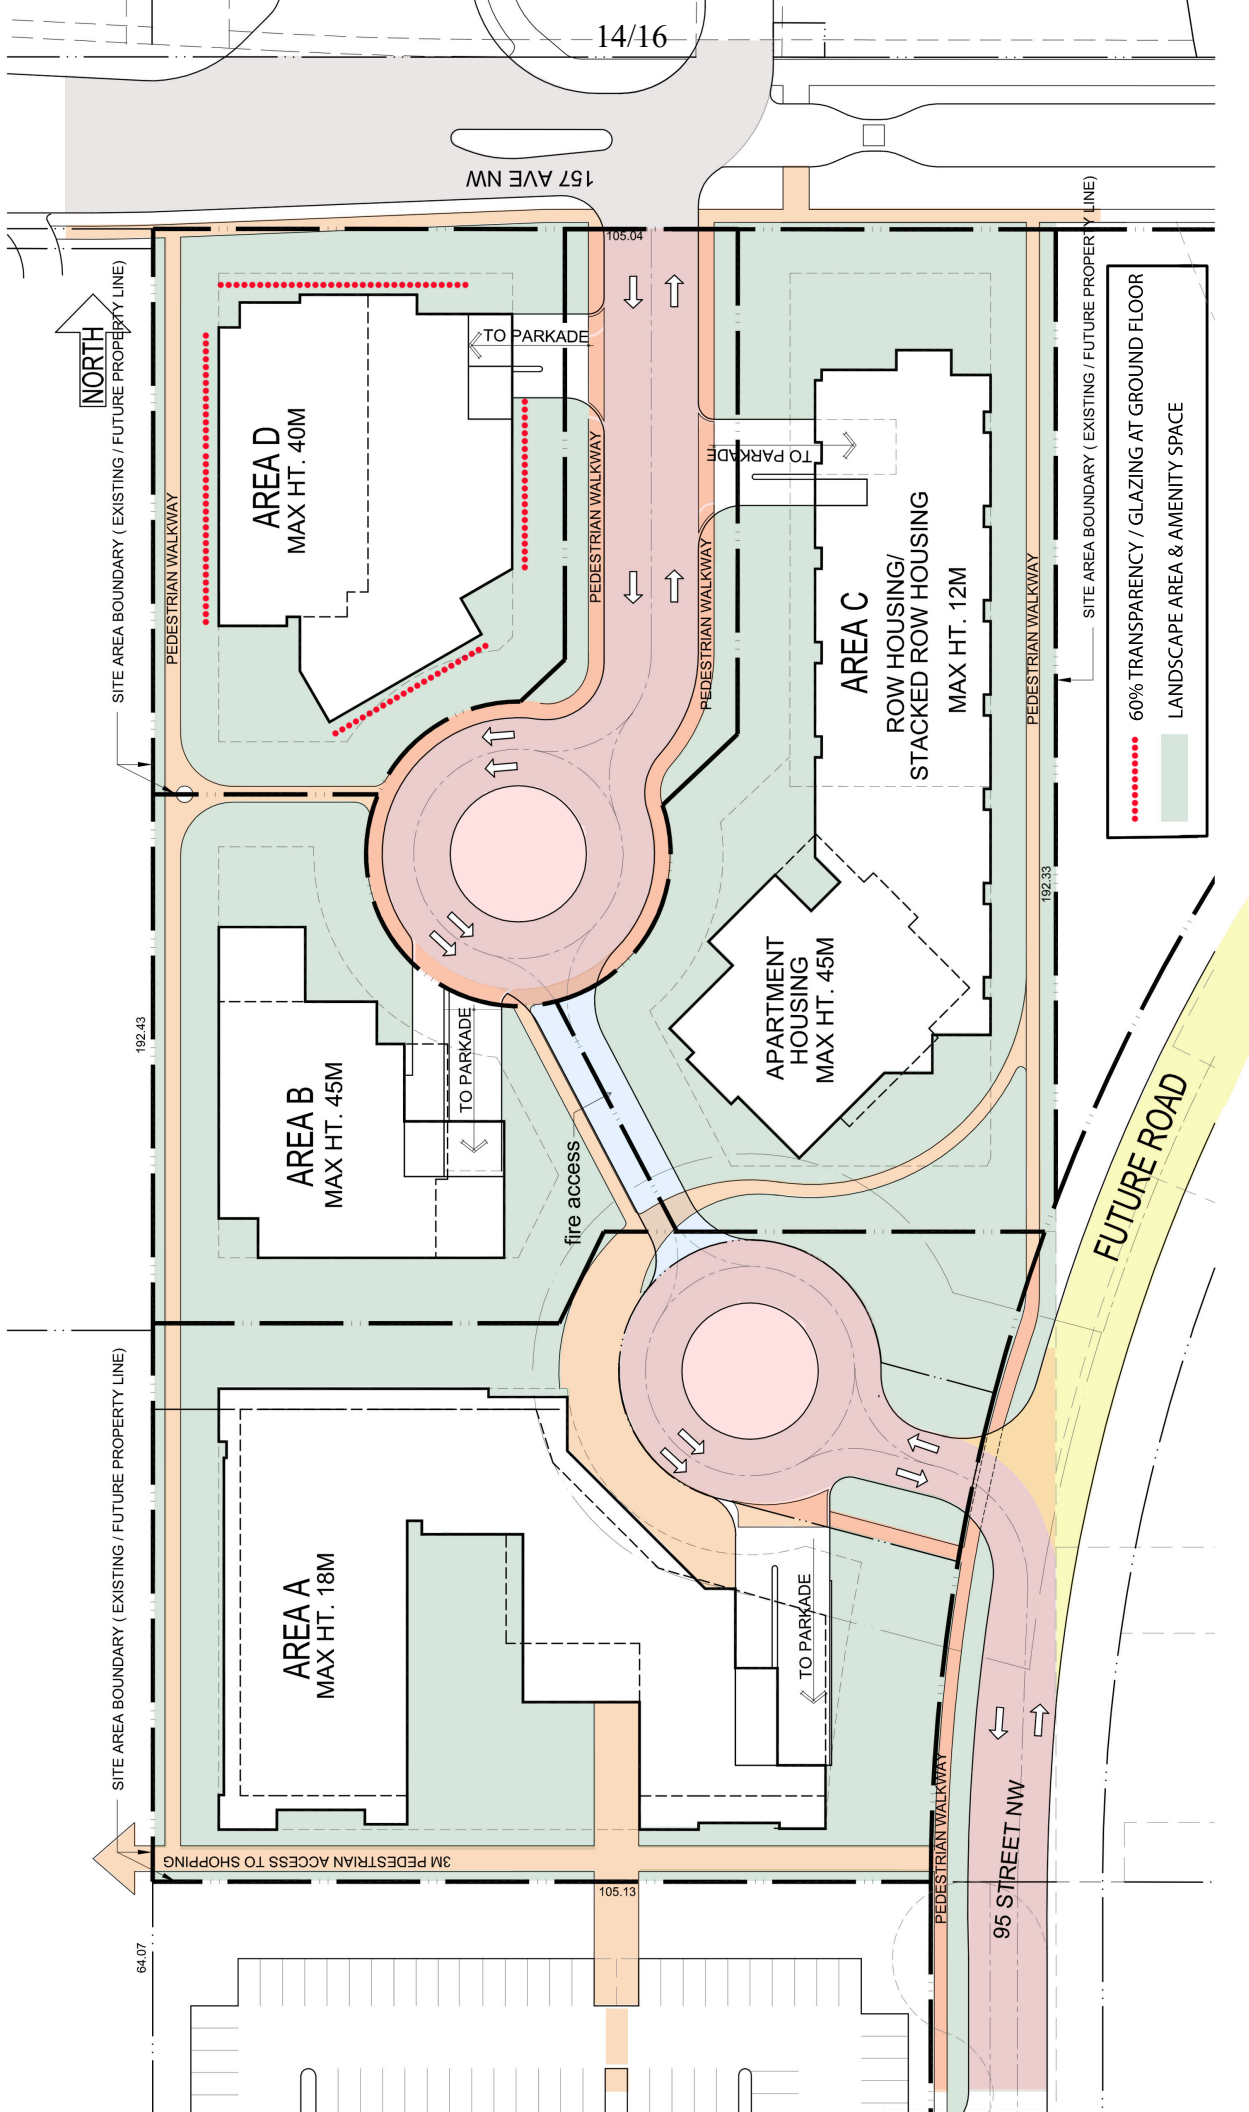 14/16
157 AVE NW
105.04
SITE AREA BOUNDARY ( EXISTING / FUTURE PROPERTY LINE)
NORTH
TO PARKADE
AREA D
MAX HT. 40M
PEDESTRIAN WALKWAY
PEDESTRIAN WALKWAY
PEDESTRIAN WALKWAY
TO PARKADE
AREA C
ROW HOUSING/
STACKED ROW HOUSING
MAX HT. 12M
PEDESTRIAN WALKWAY
SITE AREA BOUNDARY ( EXISTING / FUTURE PROPERTY LINE)
60% TRANSPARENCY / GLAZING AT GROUND FLOOR
LANDSCAPE AREA & AMENITY SPACE
192.33
192.43
APARTMENT
HOUSING
MAX HT. 45M
AREA B
MAX HT. 45M
TO PARKADE
fire access
FUTURE ROAD
SITE AREA BOUNDARY ( EXISTING / FUTURE PROPERTY LINE)
AREA A
MAX HT. 18M
TO PARKADE
3M PEDESTRIAN ACCESS TO SHOPPING
PEDESTRIAN WALKWAY
95 STREET NW
105.13
64.07